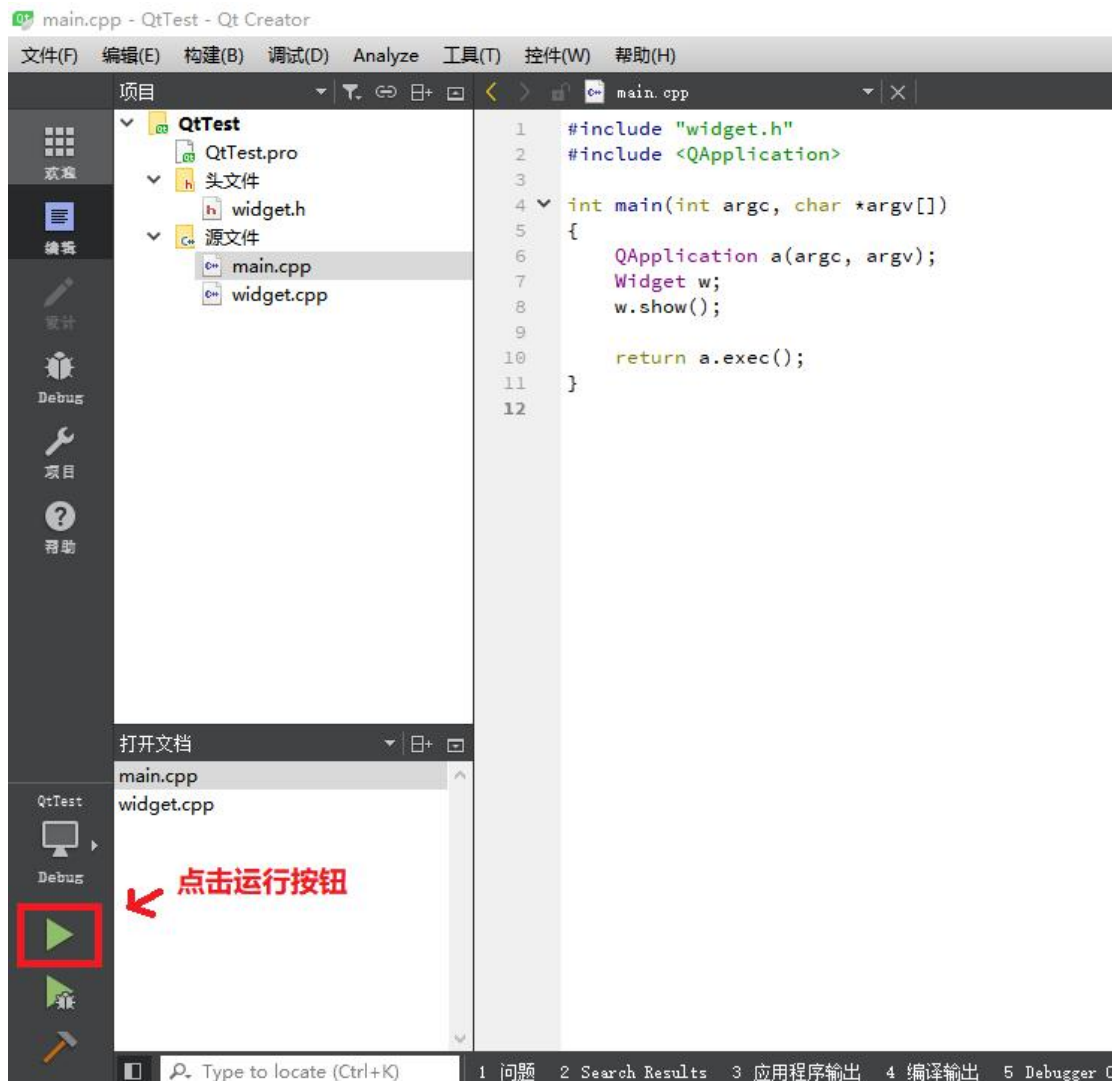 main.cpp - QtTest - Qt Creator
文件(F) 编辑(E) 构建(B) 调试(D) Analyze 工具(T) 控件(W) 帮助(H)
项目
main.cpp
欢迎
编辑
设计
Debug
项目
帮助
QtTest
QtTest.pro
头文件
widget.h
源文件
main.cpp
widget.cpp
1 #include "widget.h"
2 #include <QApplication>
3
4 int main(int argc, char *argv[])
5 {
6 QApplication a(argc, argv);
7 Widget w;
8 w.show();
9
10 return a.exec();
11 }
12
打开文档
main.cpp
widget.cpp
QtTest
Debug
点击运行按钮
Type to locate (Ctrl+K)
1 问题 2 Search Results 3 应用程序输出 4 编译输出 5 Debugger